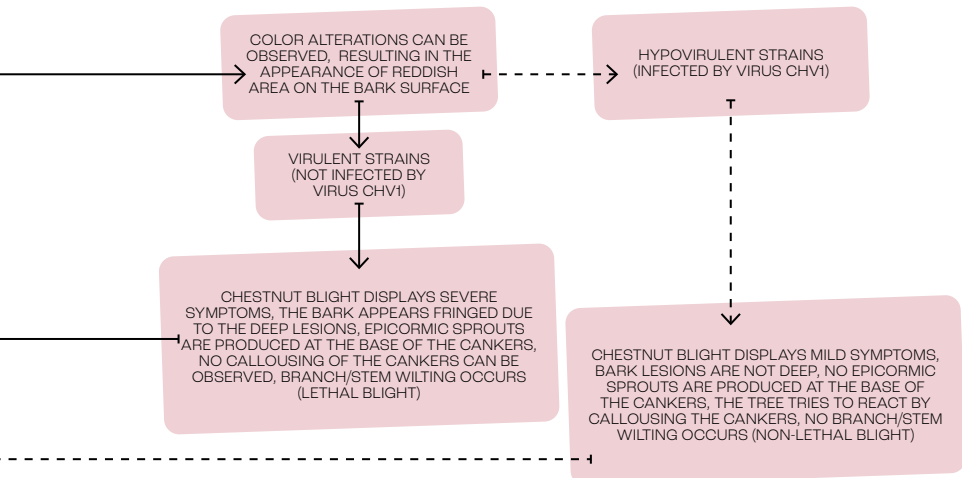 COLOR ALTERATIONS CAN BE
OBSERVED, RESULTING IN THE
APPEARANCE OF REDDISH
AREA ON THE BARK SURFACE
HYPOVIRULENT STRAINS
(INFECTED BY VIRUS CHV1)
VIRULENT STRAINS
(NOT INFECTED BY
VIRUS CHV1)
CHESTNUT BLIGHT DISPLAYS SEVERE
SYMPTOMS, THE BARK APPEARS FRINGED DUE
TO THE DEEP LESIONS, EPICORMIC SPROUTS
ARE PRODUCED AT THE BASE OF THE CANKERS,
NO CALLOUSING OF THE CANKERS CAN BE
OBSERVED, BRANCH/STEM WILTING OCCURS
(LETHAL BLIGHT)
CHESTNUT BLIGHT DISPLAYS MILD SYMPTOMS,
BARK LESIONS ARE NOT DEEP, NO EPICORMIC
SPROUTS ARE PRODUCED AT THE BASE OF
THE CANKERS, THE TREE TRIES TO REACT BY
CALLOUSING THE CANKERS, NO BRANCH/STEM
WILTING OCCURS (NON-LETHAL BLIGHT)